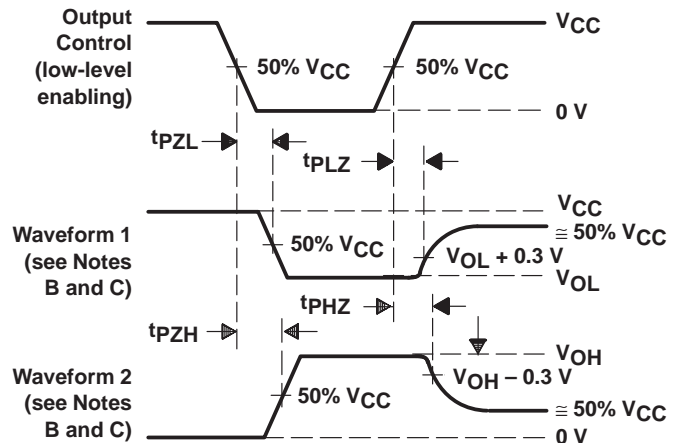 Output
Control
(low-level
enabling)
VCC
50% VCC
50% VCC
0 V
tPZL
tPLZ
VCC
Waveform 1
(see Notes
B and C)
50% VCC
≅ 50% VCC
VOL + 0.3 V
VOL
tPZH
tPHZ
Waveform 2
(see Notes
B and C)
50% VCC
VOH
VOH – 0.3 V
≅ 50% VCC
0 V